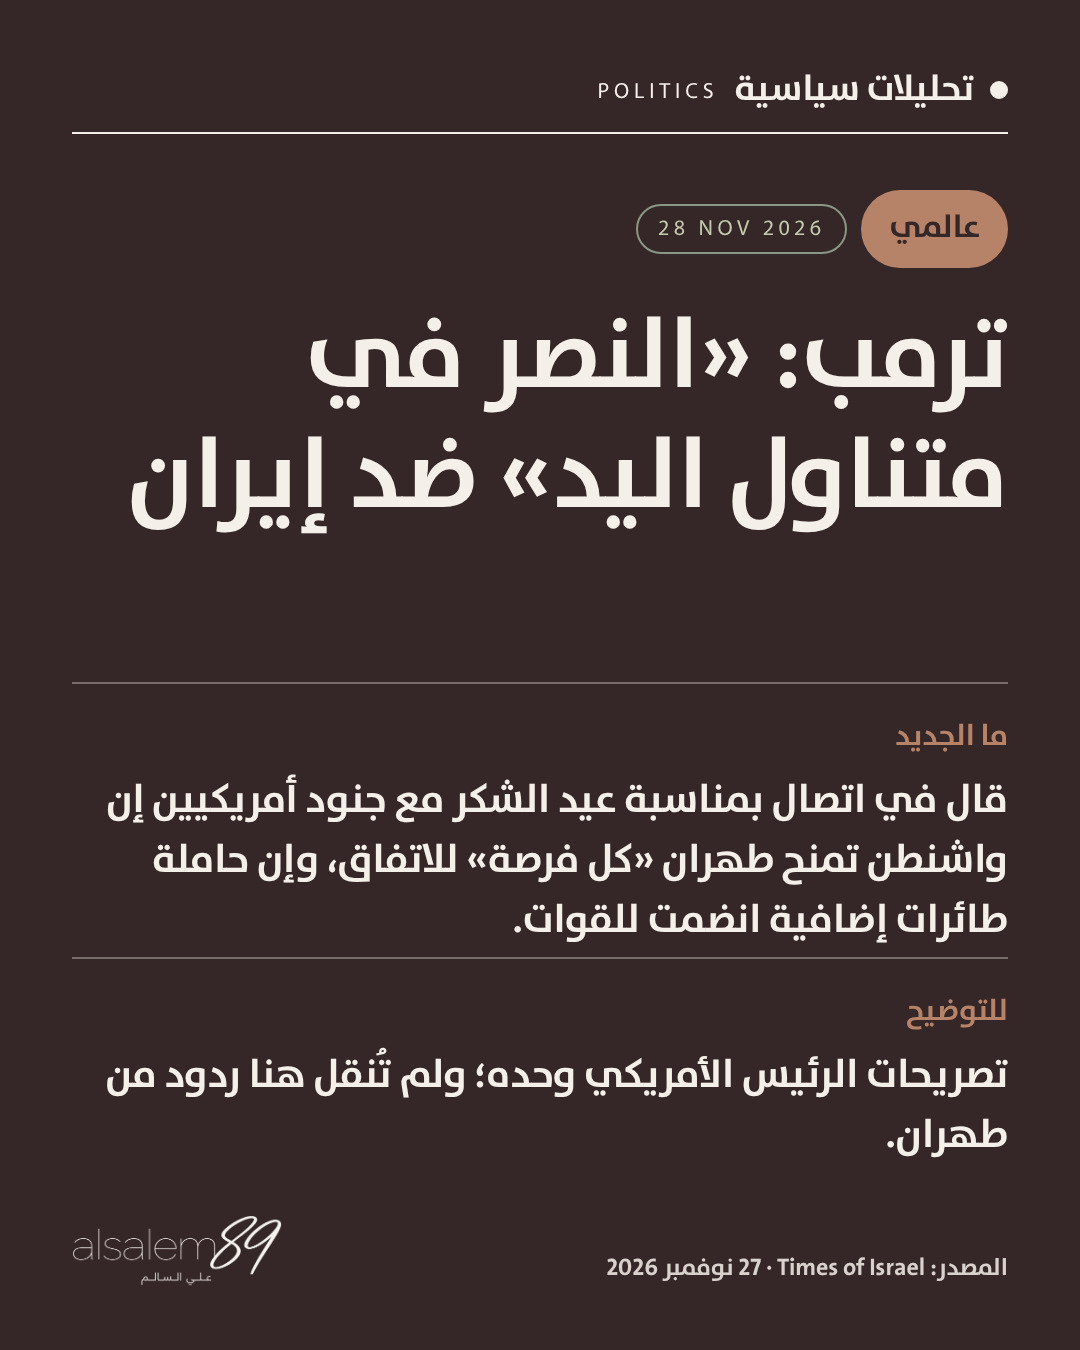 تحليلات سياسية POLITICS
عالمي 28 NOV 2026
ترمب: «النصر في
متناول اليد» ضد إيران
ما الجديد
قال في اتصال بمناسبة عيد الشكر مع جنود أمريكيين إن
واشنطن تمنح طهران «كل فرصة» للاتفاق، وإن حاملة
طائرات إضافية انضمت للقوات.
للتوضيح
تصريحات الرئيس الأمريكي وحده؛ ولم تُنقل هنا ردود من
طهران.
المصدر: Times of Israel · 27 نوفمبر 2026
alsalem89
علي السالم